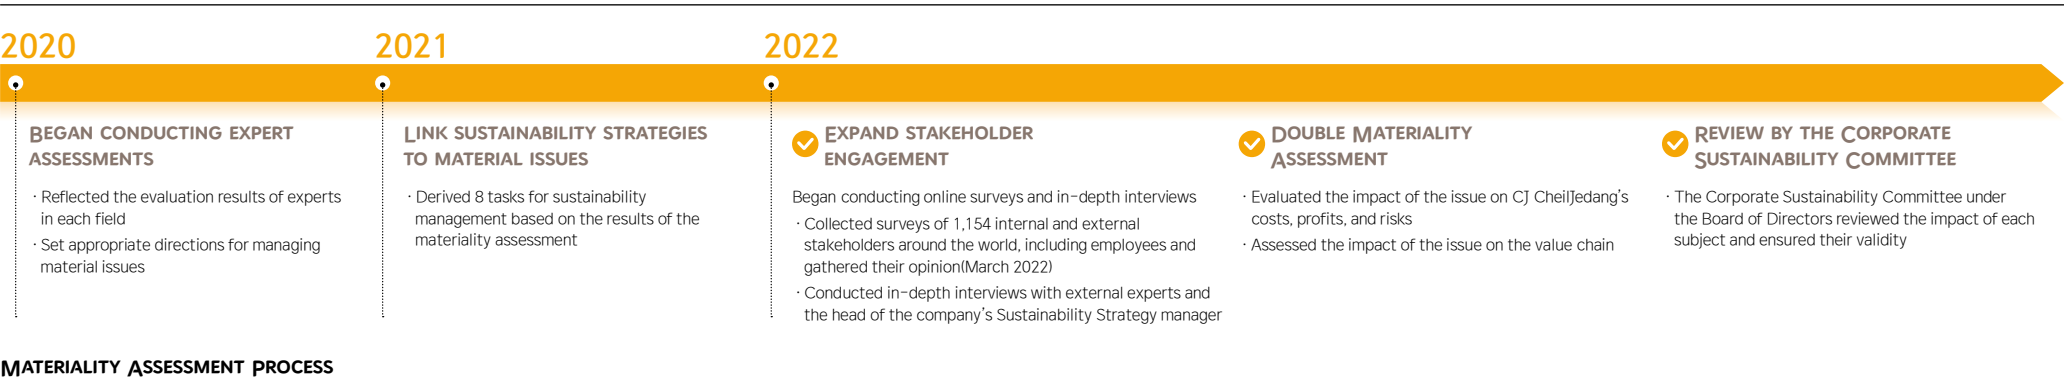 2020
BEGAN CONDUCTING EXPERT
ASSESSMENTS
· Reflected the evaluation results of experts
in each field
· Set appropriate directions for managing
material issues
2021
LINK SUSTAINABILITY STRATEGIES
TO MATERIAL ISSUES
· Derived 8 tasks for sustainability
management based on the results of the
materiality assessment
2022
EXPAND STAKEHOLDER
ENGAGEMENT
Began conducting online surveys and in-depth interviews
· Collected surveys of 1,154 internal and external
stakeholders around the world, including employees and
gathered their opinion(March 2022)
· Conducted in-depth interviews with external experts and
the head of the company's Sustainability Strategy manager
DOUBLE MATERIALITY
ASSESSMENT
· Evaluated the impact of the issue on CJ CheilJedang's
costs, profits, and risks
· Assessed the impact of the issue on the value chain
REVIEW BY THE CORPORATE
SUSTAINABILITY COMMITTEE
· The Corporate Sustainability Committee under
the Board of Directors reviewed the impact of each
subject and ensured their validity
MATERIALITY ASSESSMENT PROCESS